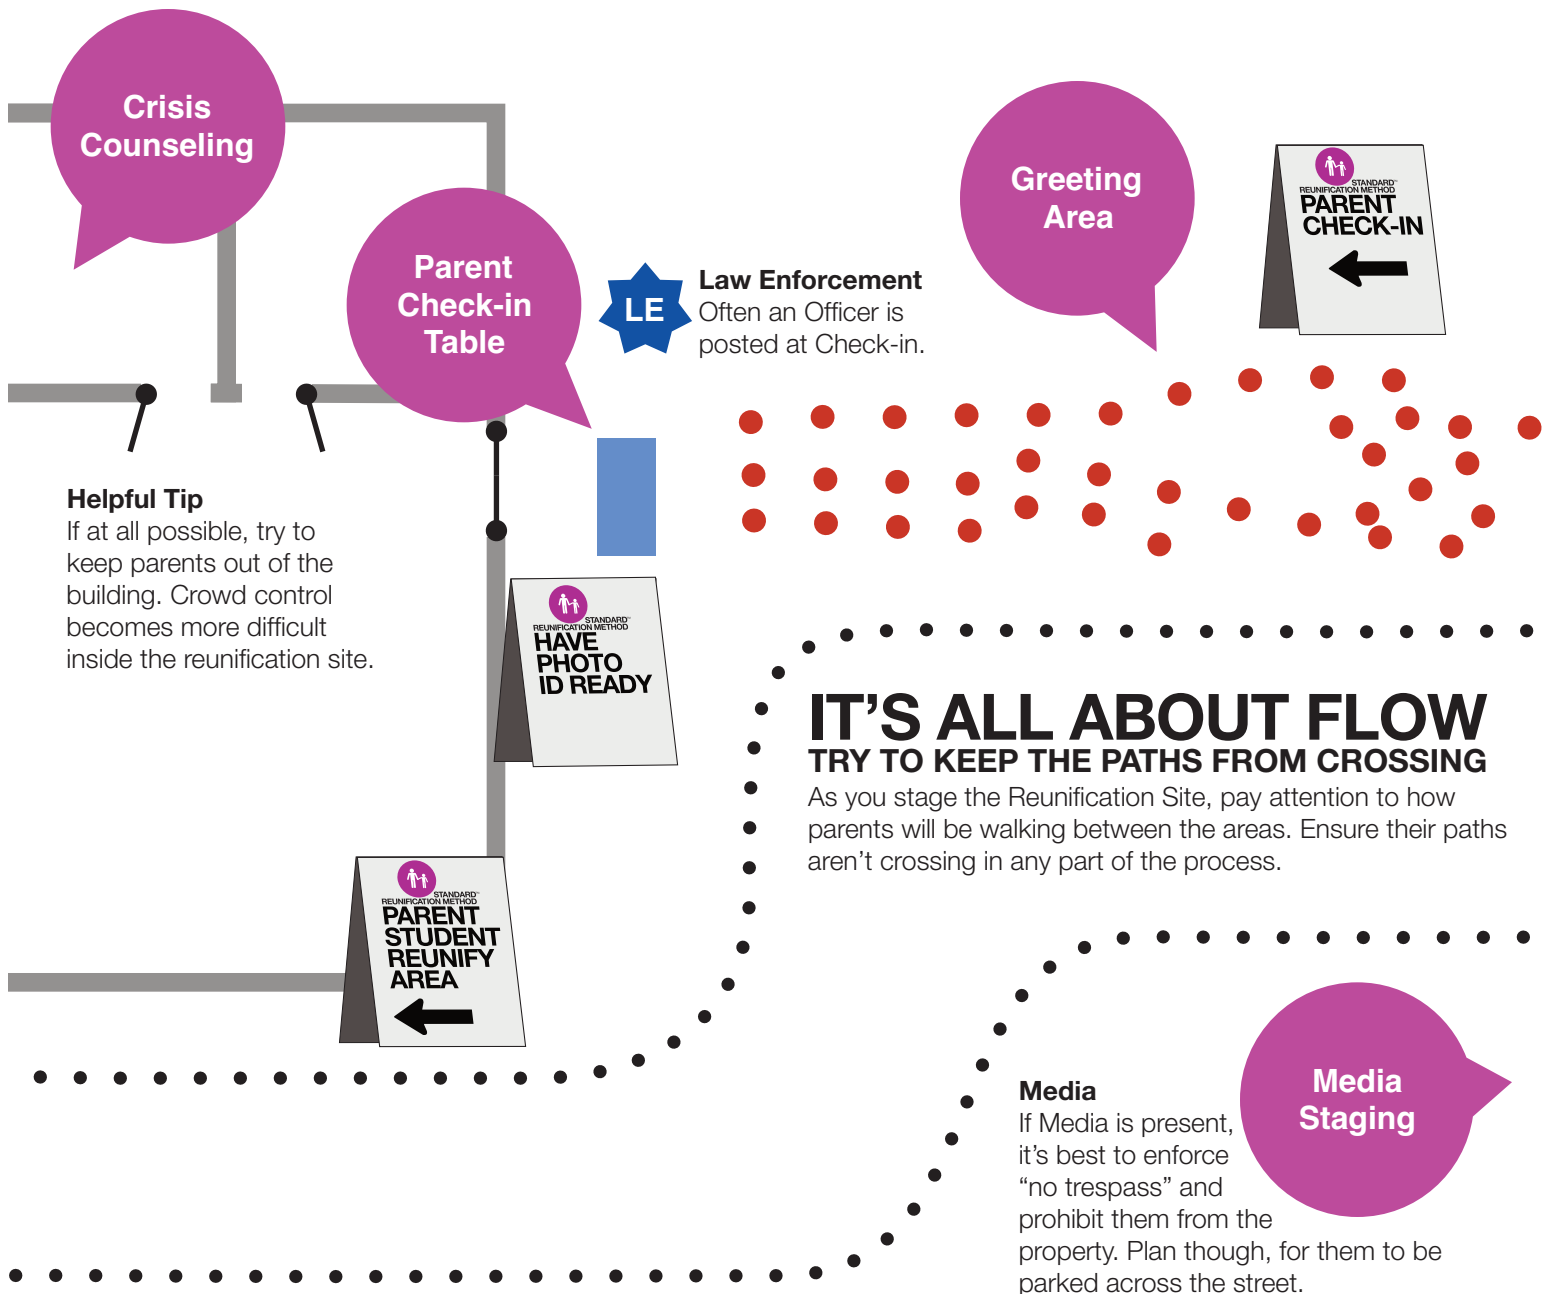 Crisis
Counseling
Greeting
Area
STANDARD™
REUNIFICATION METHOD
PARENT
CHECK-IN
Parent
Check-in
Table
LE
Law Enforcement
Often an Officer is
posted at Check-in.
Helpful Tip
If at all possible, try to
keep parents out of the
building. Crowd control
becomes more difficult
inside the reunification site.
STANDARD™
REUNIFICATION METHOD
HAVE
PHOTO
ID READY
IT’S ALL ABOUT FLOW
TRY TO KEEP THE PATHS FROM CROSSING
As you stage the Reunification Site, pay attention to how
parents will be walking between the areas. Ensure their paths
aren’t crossing in any part of the process.
STANDARD™
REUNIFICATION METHOD
PARENT
STUDENT
REUNIFY
AREA
Media
Staging
Media
If Media is present,
it’s best to enforce
“no trespass” and
prohibit them from the
property. Plan though, for them to be
parked across the street.